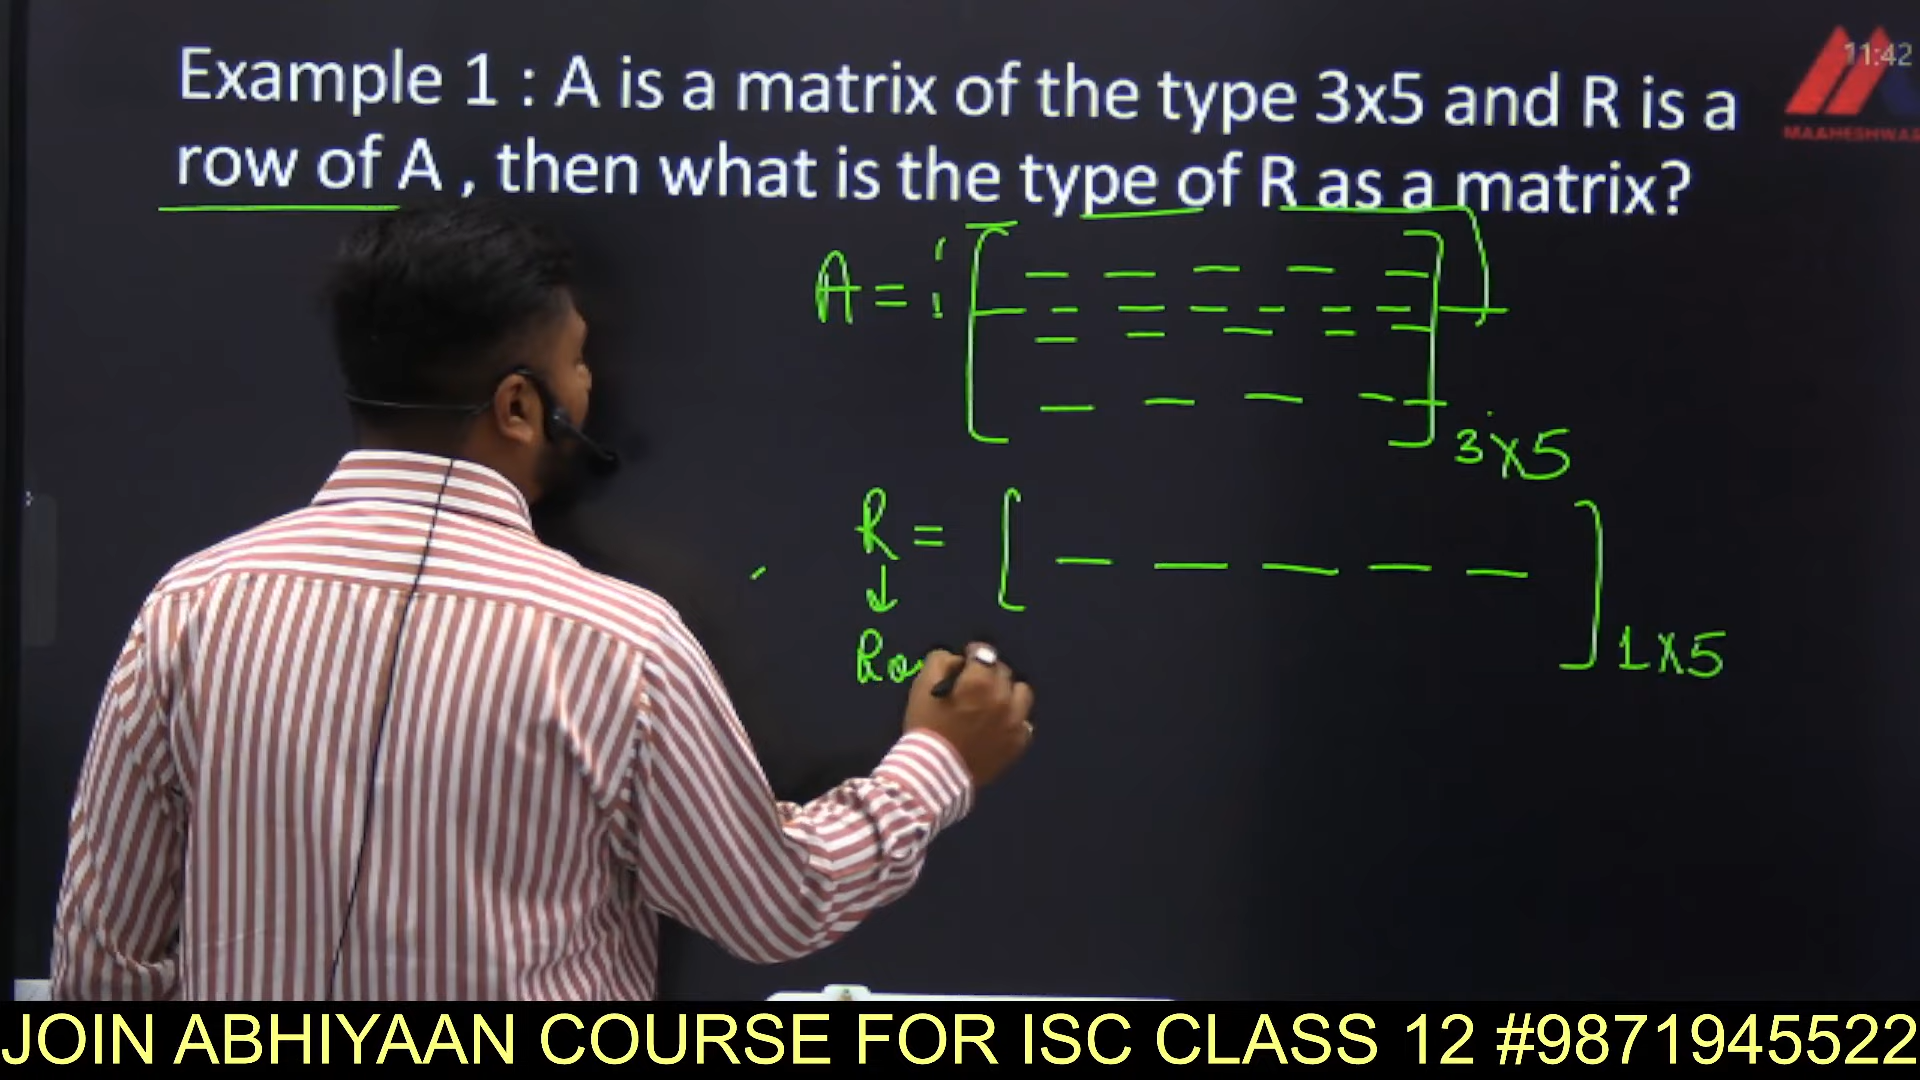 Example 1 : A is a matrix of the type 3x5 and R is a
row of A , then what is the type of R as a matrix?
11:42
A =
3x5
R =
1x5
JOIN ABHIYAAN COURSE FOR ISC CLASS 12 #9871945522